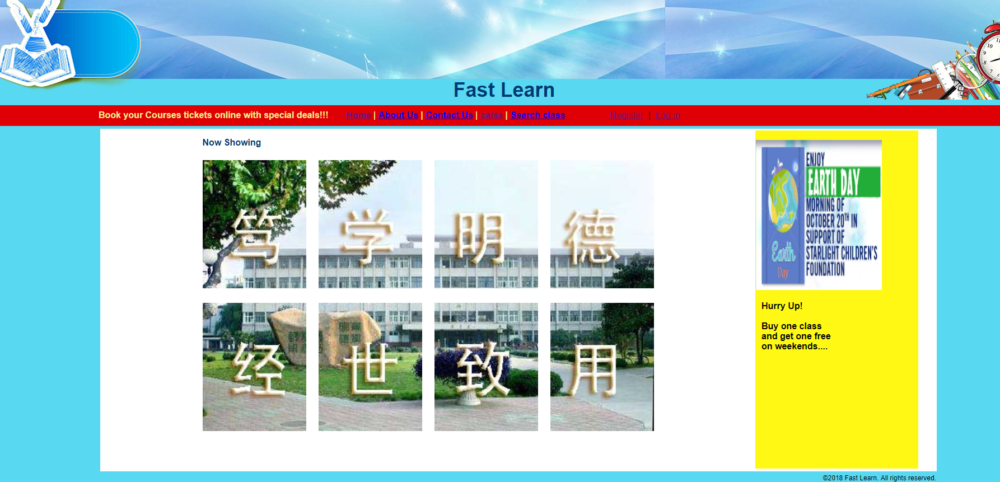 Fast Learn
Book your Courses tickets online with special deals!!! Home | About Us | Contact Us | calss | Search class Register | Log in
Now Showing
笃 学 明 德
经 世 致 用
ENJOY
EARTH DAY
MORNING OF
OCTOBER 20TH IN
SUPPORT OF
STARLIGHT CHILDREN'S
FOUNDATION
Earth
Day
Hurry Up!
Buy one class
and get one free
on weekends....
©2018 Fast Learn. All rights reserved.